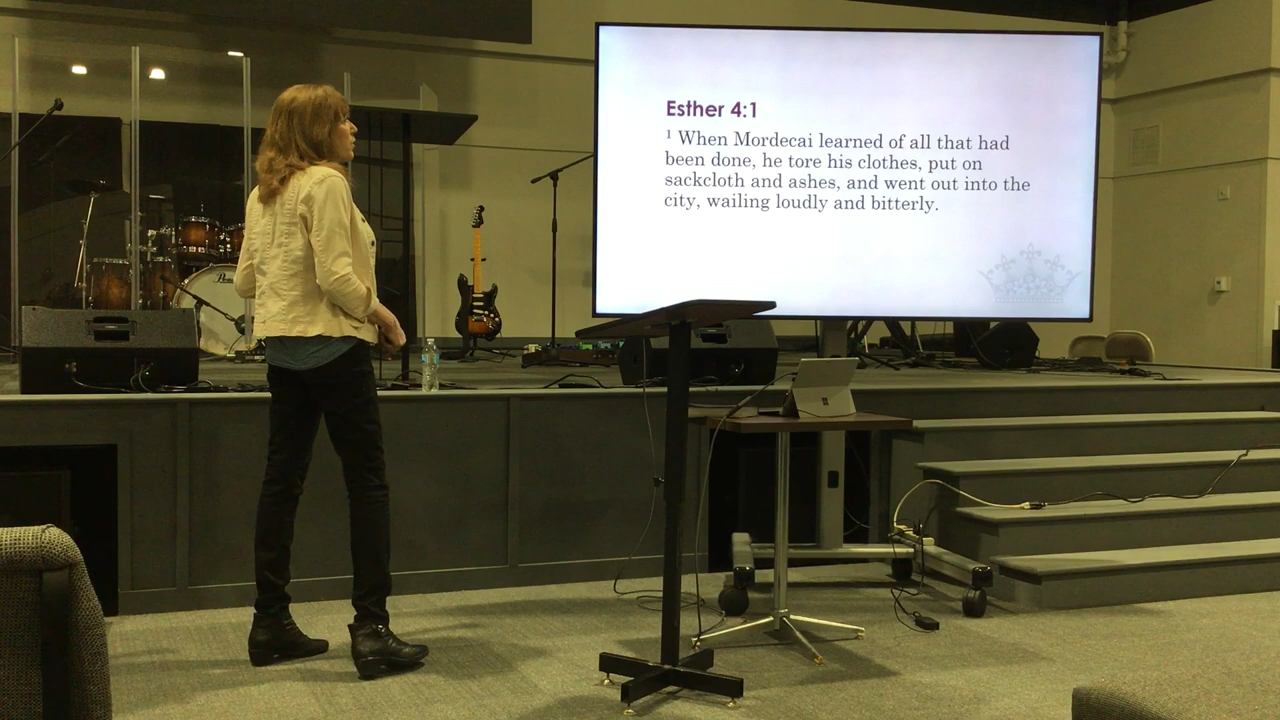 Esther 4:1
¹ When Mordecai learned of all that had
been done, he tore his clothes, put on
sackcloth and ashes, and went out into the
city, wailing loudly and bitterly.